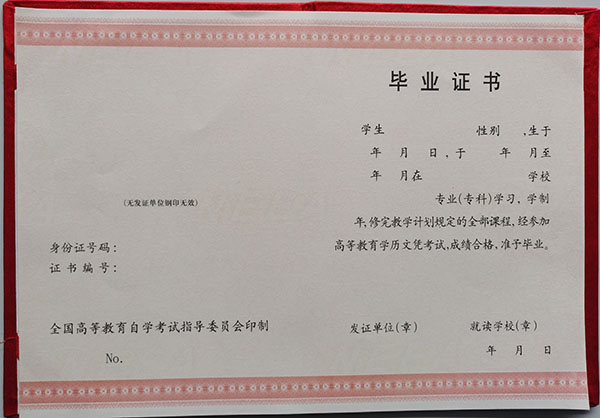 (无发证单位钢印无效)
身份证号码：
证书编号：
全国高等教育自学考试指导委员会印制
No.
毕业证书
学生 性别 ,生于
年 月 日,于 年 月至
年 月在 学校
专业(专科)学习, 学制
年,修完教学计划规定的全部课程,经参加
高等教育学历文凭考试,成绩合格,准予毕业。
发证单位(章) 就读学校(章)
年 月 日